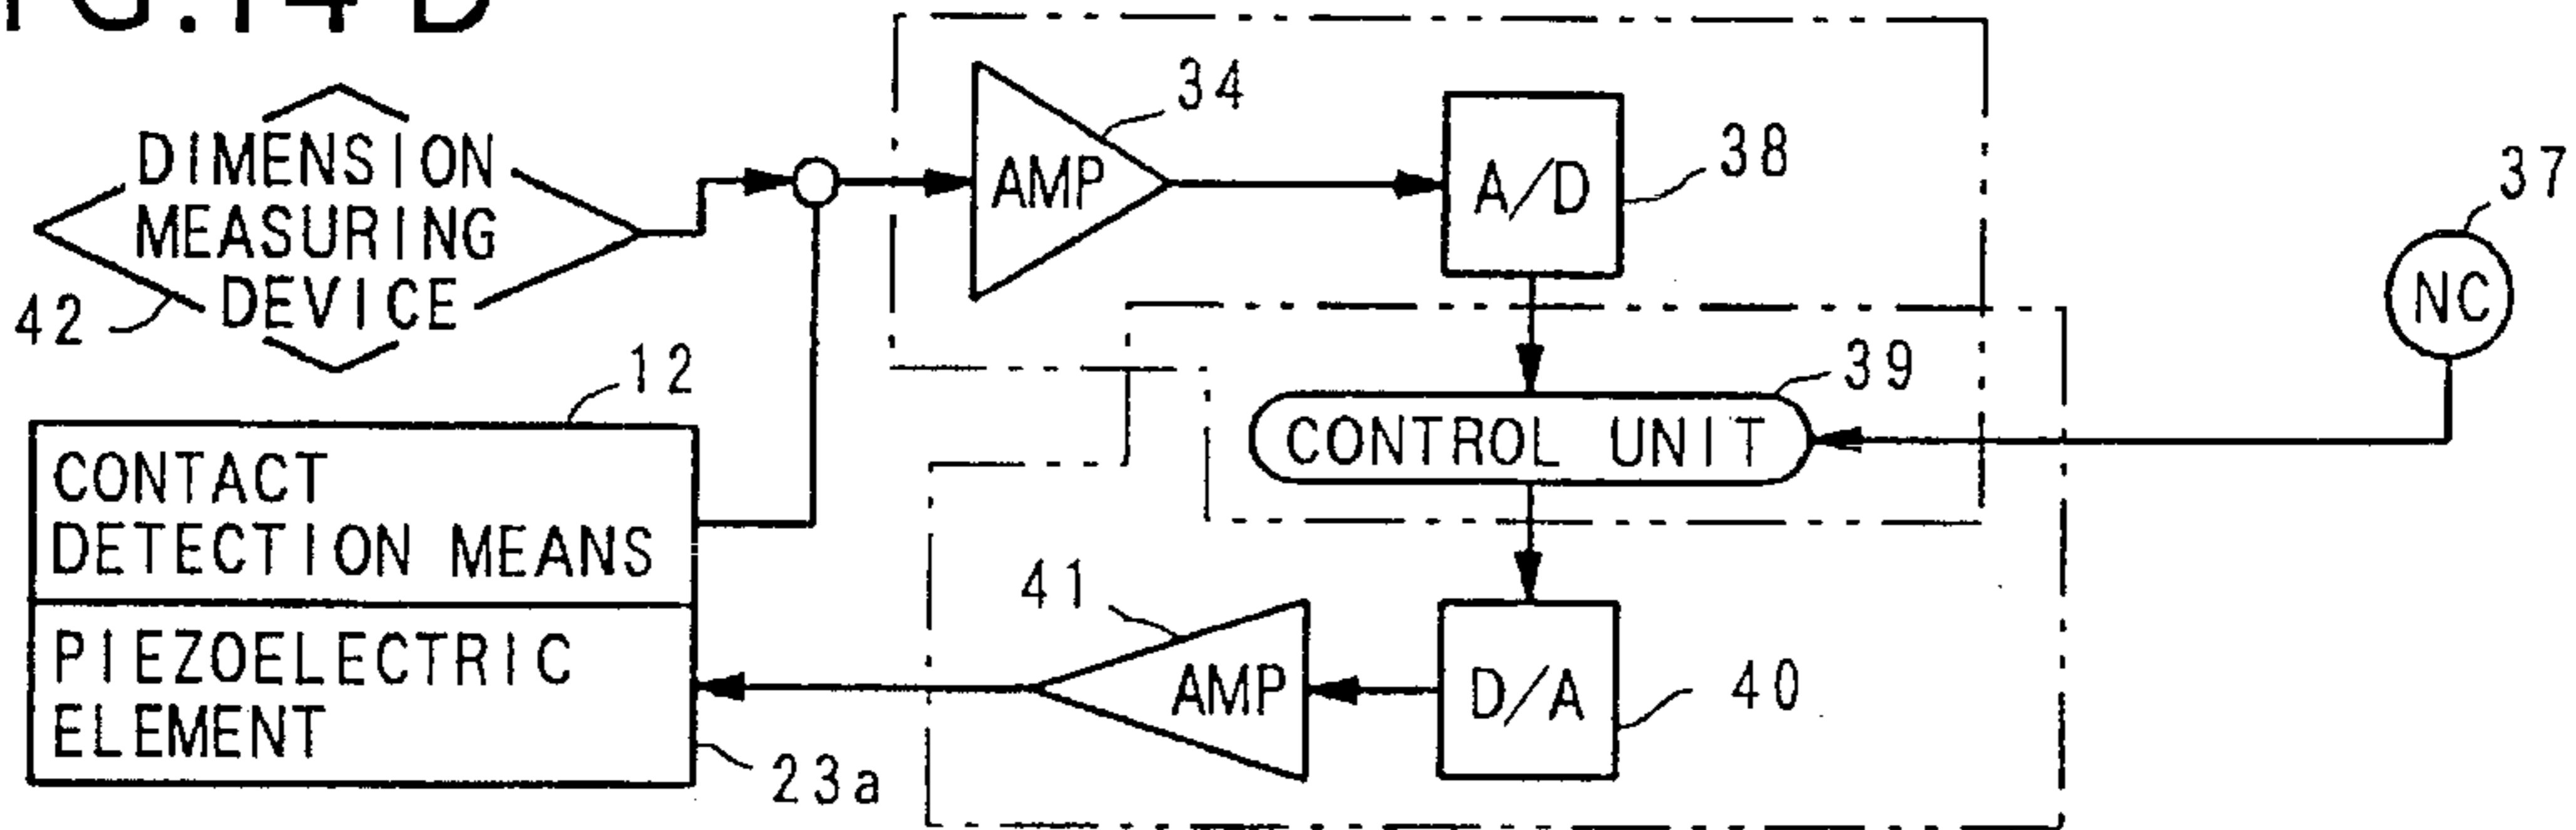 FIG.14 D
DIMENSION
MEASURING
DEVICE
42
AMP
34
A/D
38
37
NC
12
CONTACT
DETECTION MEANS
PIEZOELECTRIC
ELEMENT
23a
39
CONTROL UNIT
41
AMP
D/A
40